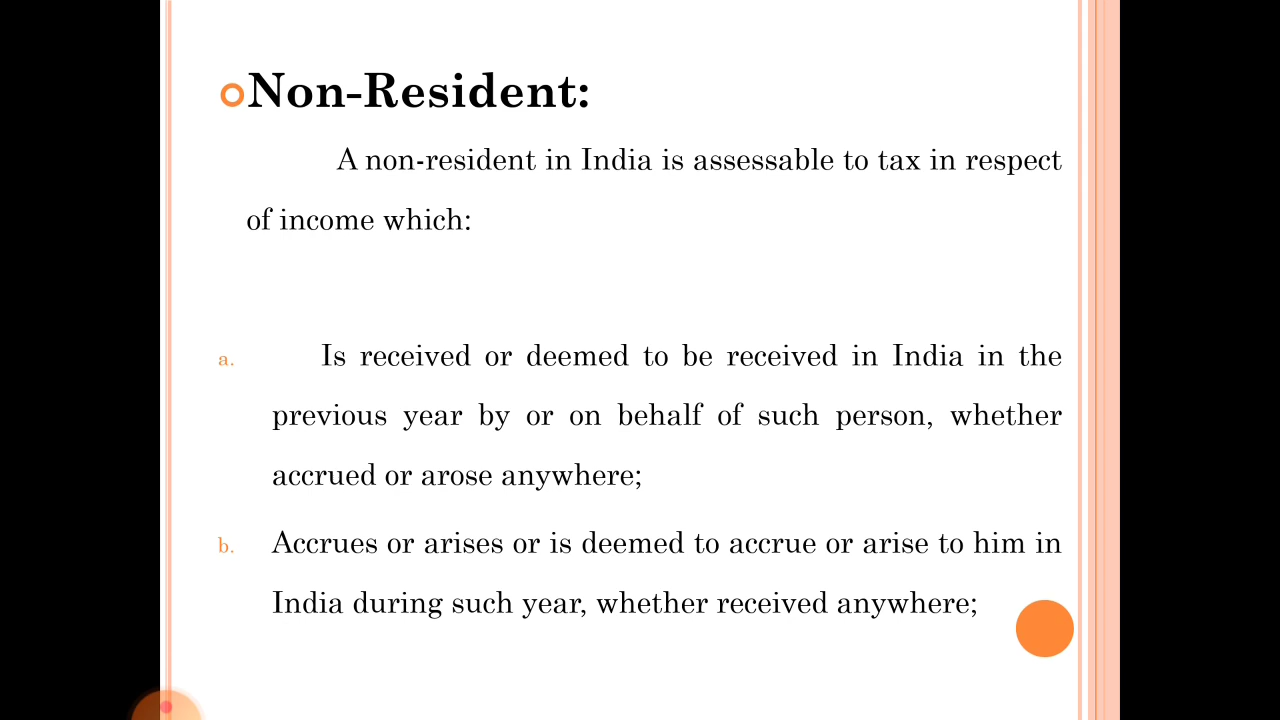 Non-Resident:
A non-resident in India is assessable to tax in respect
of income which:
a. Is received or deemed to be received in India in the
previous year by or on behalf of such person, whether
accrued or arose anywhere;
b. Accrues or arises or is deemed to accrue or arise to him in
India during such year, whether received anywhere;